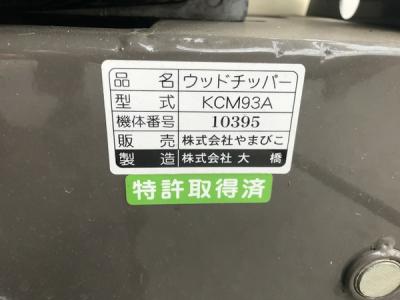 品名 ウッドチッパー
型式 KCM93A
機体番号 10395
販売 株式会社やまびこ
製造 株式会社 大橋
特許取得済